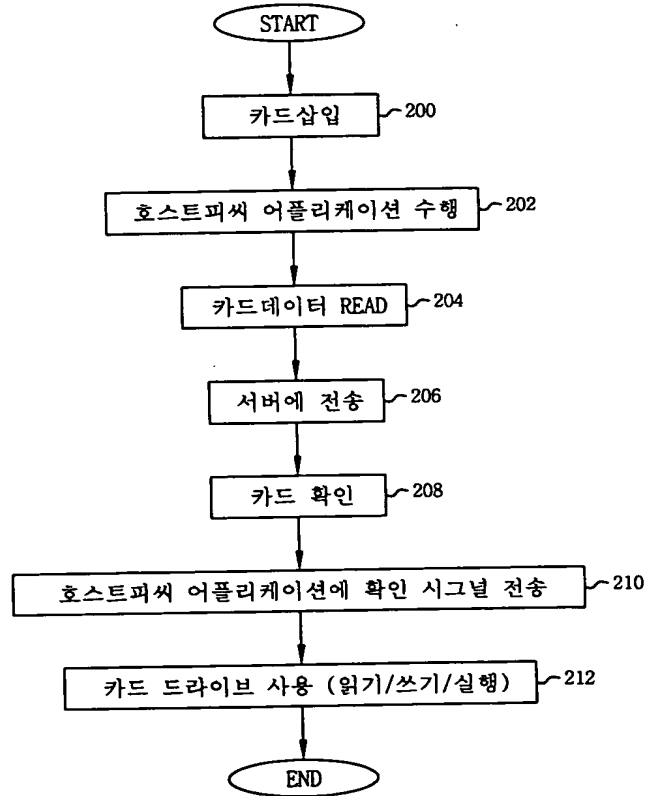 START
카드삽입
200
호스트피씨 어플리케이션 수행
202
카드데이터 READ
204
서버에 전송
206
카드 확인
208
호스트피씨 어플리케이션에 확인 시그널 전송
210
카드 드라이브 사용 (읽기/쓰기/실행)
212
END